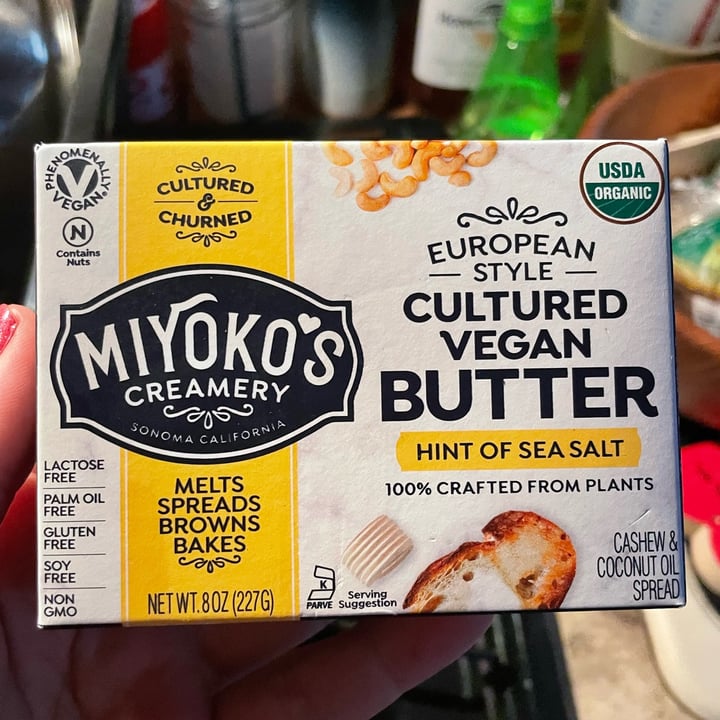 PHENOMENALLY
VEGAN
V
N
Contains
Nuts
CULTURED
&
CHURNED
MIYOKO'S
CREAMERY
SONOMA CALIFORNIA
LACTOSE
FREE
PALM OIL
FREE
GLUTEN
FREE
SOY
FREE
NON
GMO
MELTS
SPREADS
BROWNS
BAKES
NET WT. 8 OZ (227G)
USDA
ORGANIC
EUROPEAN
STYLE
CULTURED
VEGAN
BUTTER
HINT OF SEA SALT
100% CRAFTED FROM PLANTS
K
PARVE
Serving
Suggestion
CASHEW &
COCONUT OIL
SPREAD